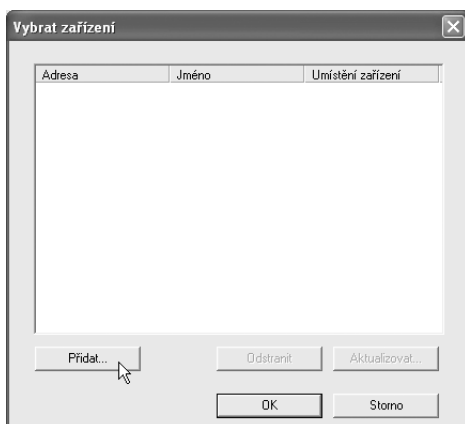 Vybrat zařízení
Adresa Jméno Umístění zařízení
Přidat... Odstranit Aktualizovat...
OK Storno